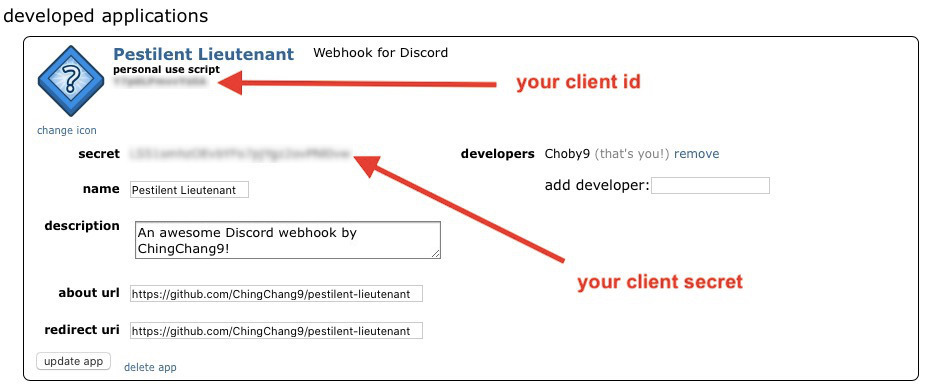 developed applications
Pestilent Lieutenant Webhook for Discord
personal use script
your client id
change icon
secret
developers Choby9 (that's you!) remove
add developer:
name Pestilent Lieutenant
description An awesome Discord webhook by
ChingChang9!
your client secret
about url https://github.com/ChingChang9/pestilent-lieutenant
redirect uri https://github.com/ChingChang9/pestilent-lieutenant
update app delete app